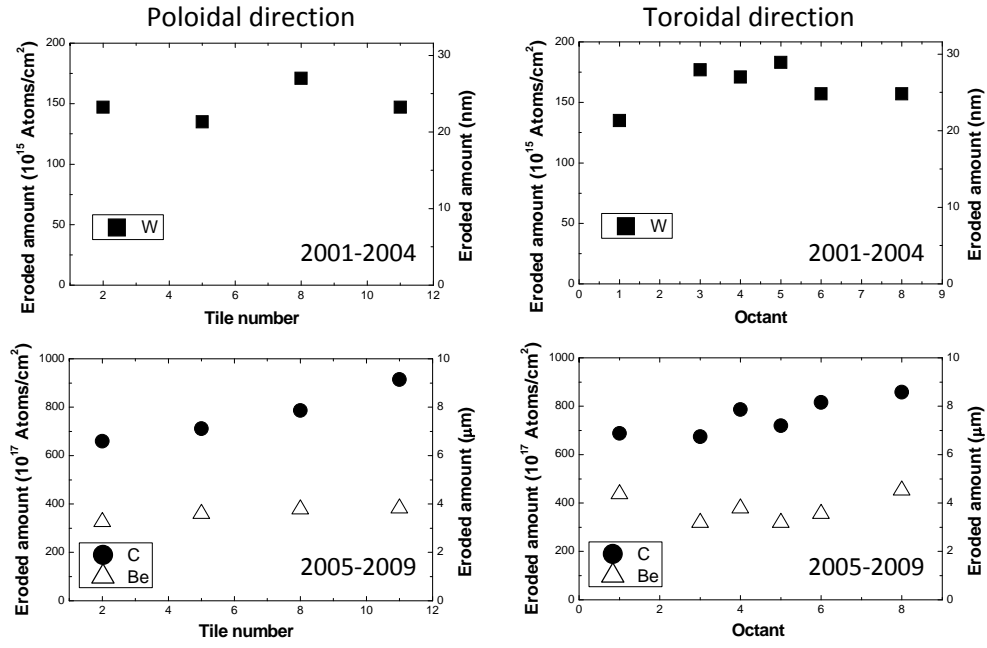 Poloidal direction
Toroidal direction
200
150
100
50
0
Eroded amount (10^15 Atoms/cm^2)
30
20
10
0
Eroded amount (nm)
W
2001-2004
2 4 6 8 10 12
Tile number
200
150
100
50
0
Eroded amount (10^15 Atoms/cm^2)
30
20
10
0
Eroded amount (nm)
W
2001-2004
0 1 2 3 4 5 6 7 8 9
Octant
1000
800
600
400
200
0
Eroded amount (10^17 Atoms/cm^2)
10
8
6
4
2
0
Eroded amount (μm)
C
Be
2005-2009
2 4 6 8 10 12
Tile number
1000
800
600
400
200
0
Eroded amount (10^17 Atoms/cm^2)
10
8
6
4
2
0
Eroded amount (μm)
C
Be
2005-2009
0 2 4 6 8
Octant